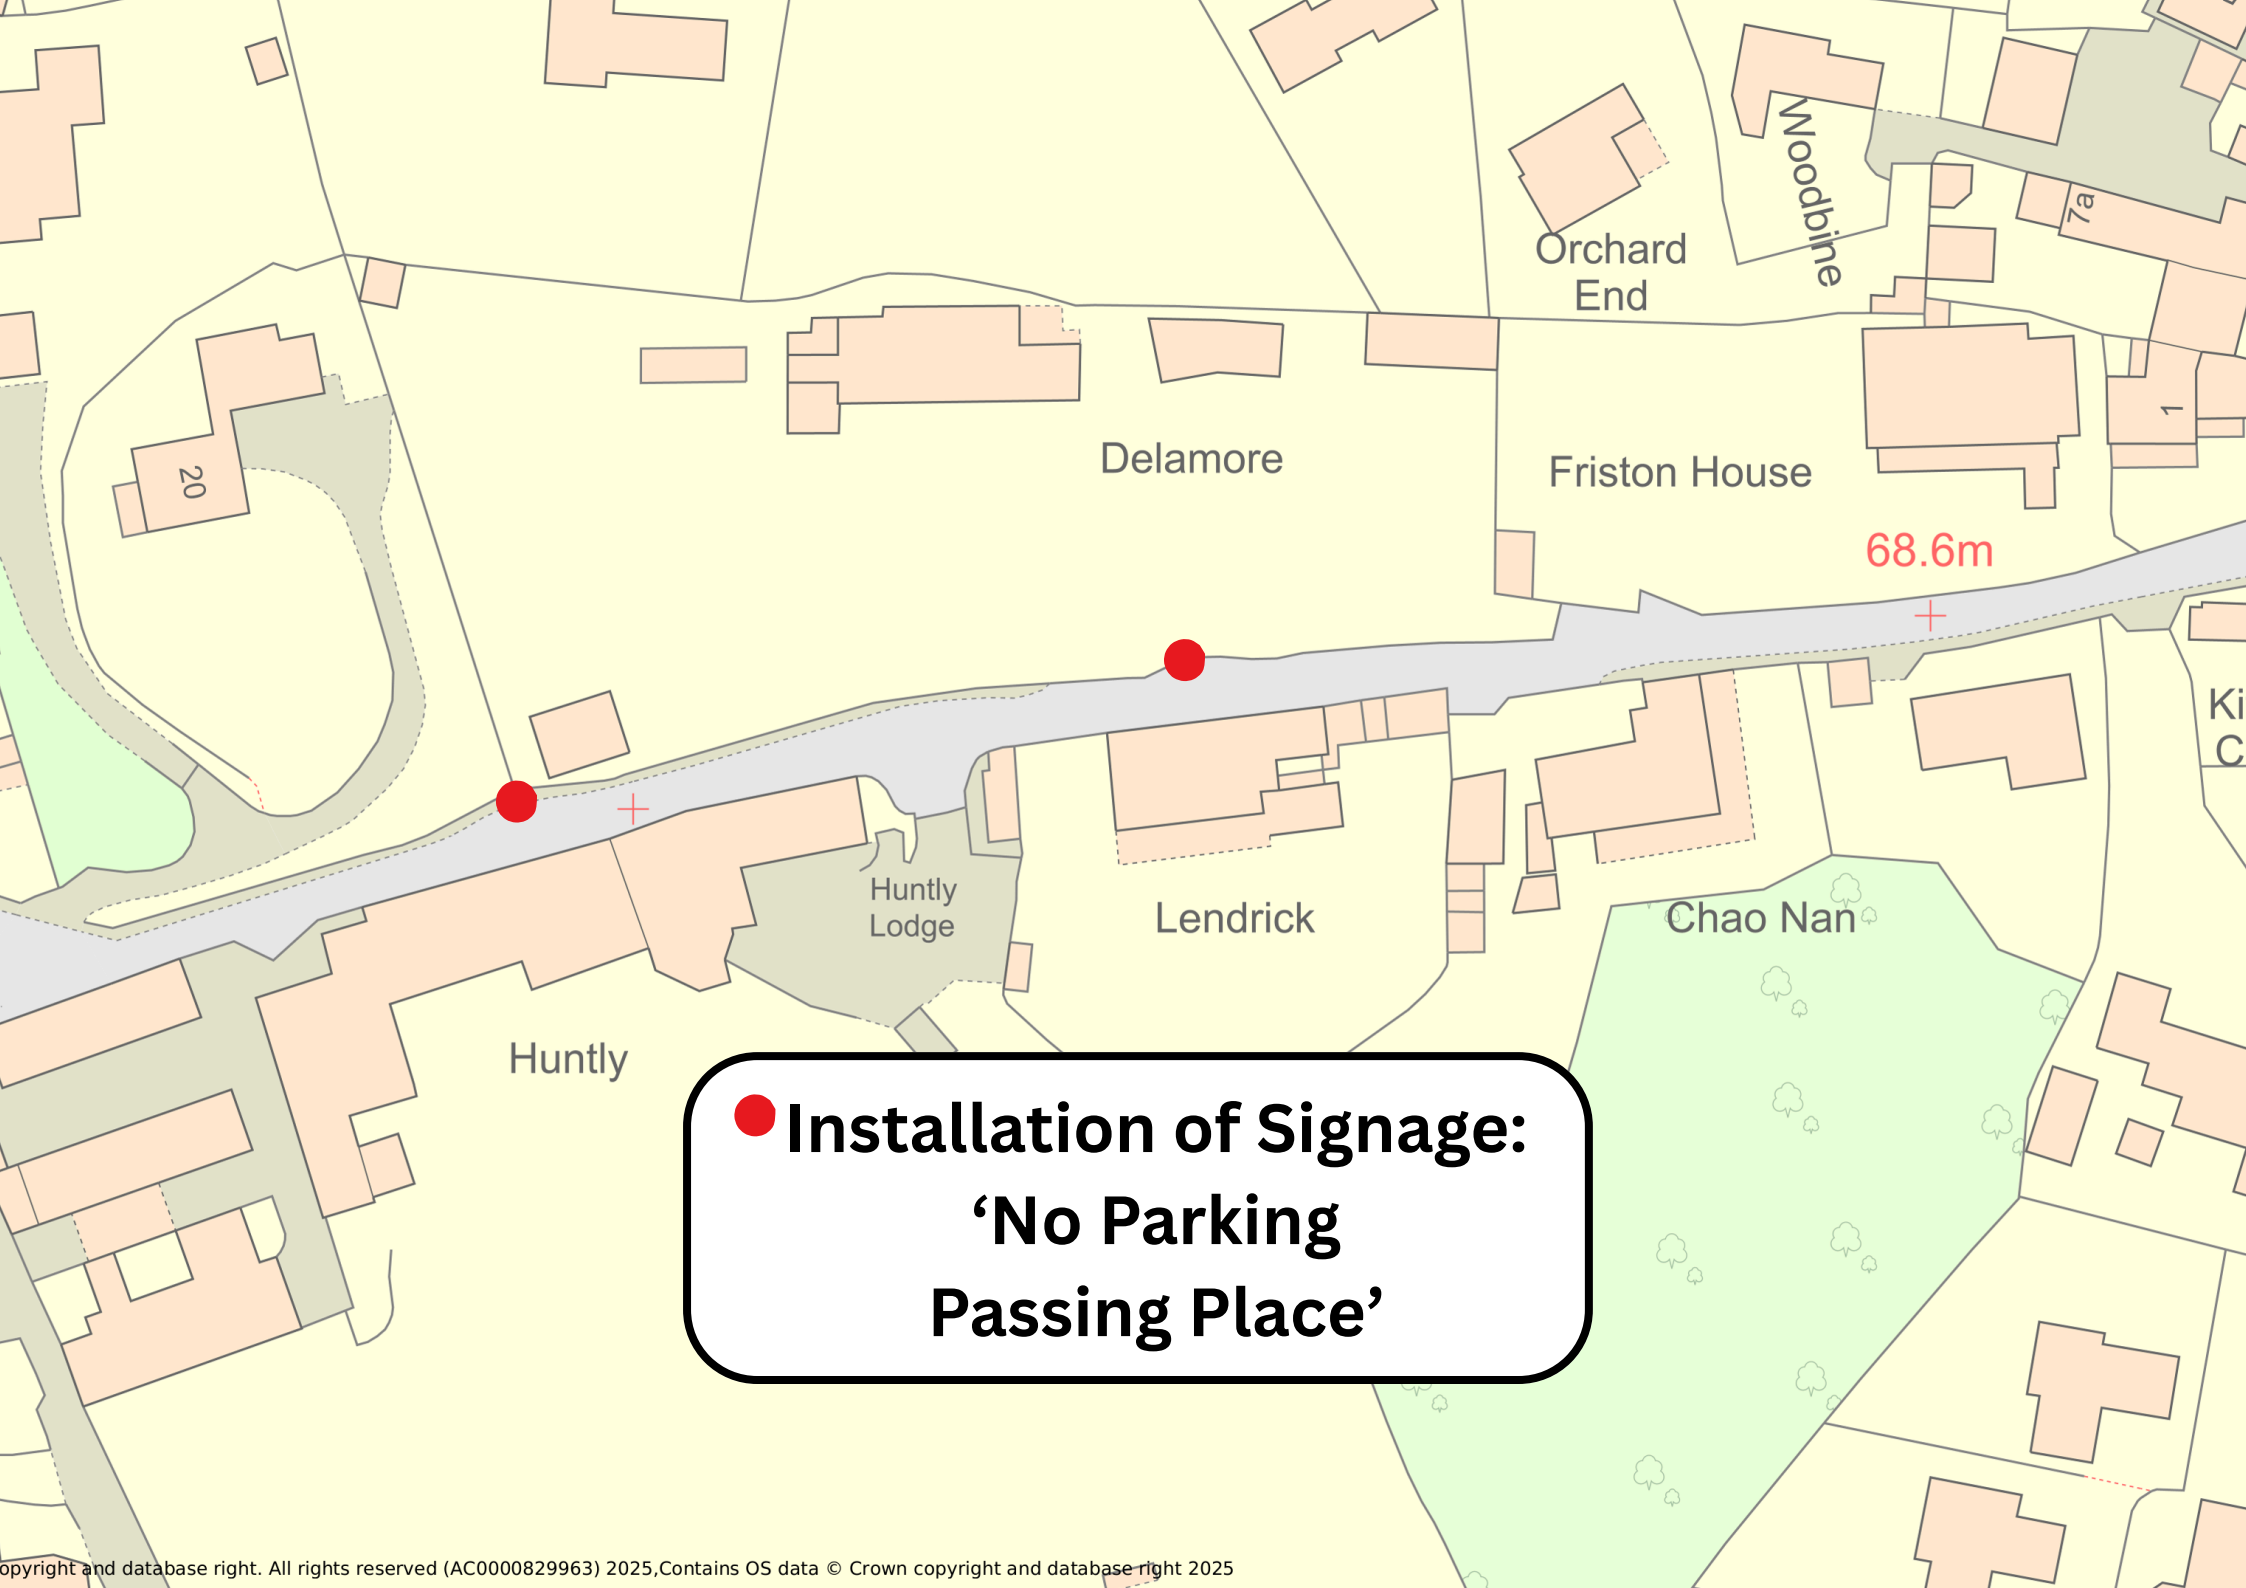 Woodbine
7a
Orchard
End
1
Delamore
Friston House
20
68.6m
Ki
C
Huntly
Lodge
Lendrick
Chao Nan
Huntly
Installation of Signage:
‘No Parking
Passing Place’
opyright and database right. All rights reserved (AC0000829963) 2025,Contains OS data © Crown copyright and database right 2025